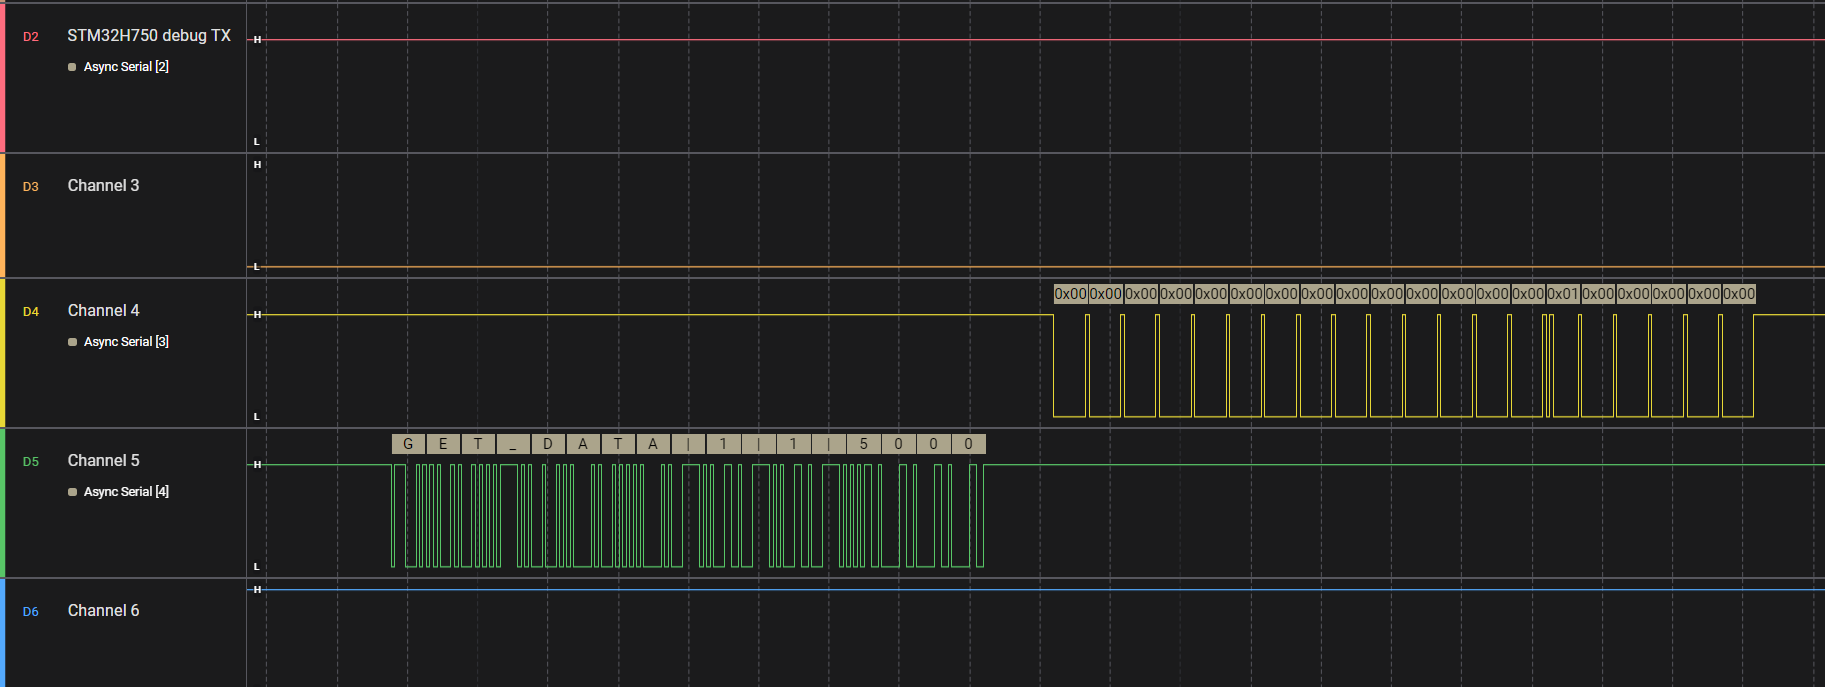 D2 STM32H750 debug TX H
Async Serial [2]
L
H
D3 Channel 3
L
0x00 0x00 0x00 0x00 0x00 0x00 0x00 0x00 0x00 0x00 0x00 0x00 0x00 0x00 0x01 0x00 0x00 0x00 0x00 0x00
D4 Channel 4 H
Async Serial [3]
L
G E T _ D A T A | 1 | 1 | 5 0 0 0
D5 Channel 5 H
Async Serial [4]
L
H
D6 Channel 6